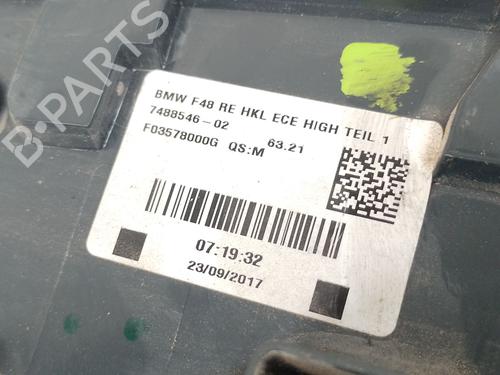 BMW F48 RE HKL ECE HIGH TEIL 1
7488546-02 63.21
F03578000G QS:M
07:19:32
23/09/2017
B-PARTS